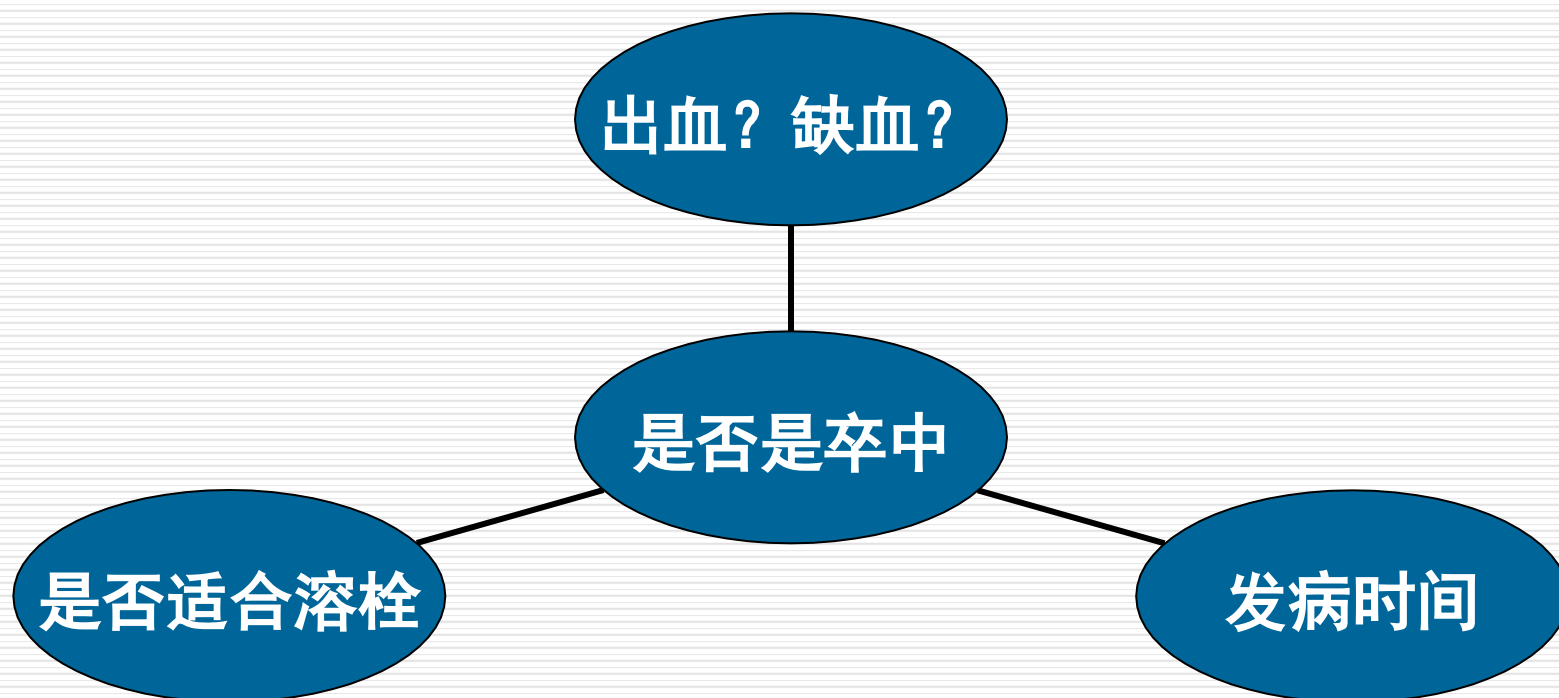 出血？缺血？
是否是卒中
是否适合溶栓
发病时间